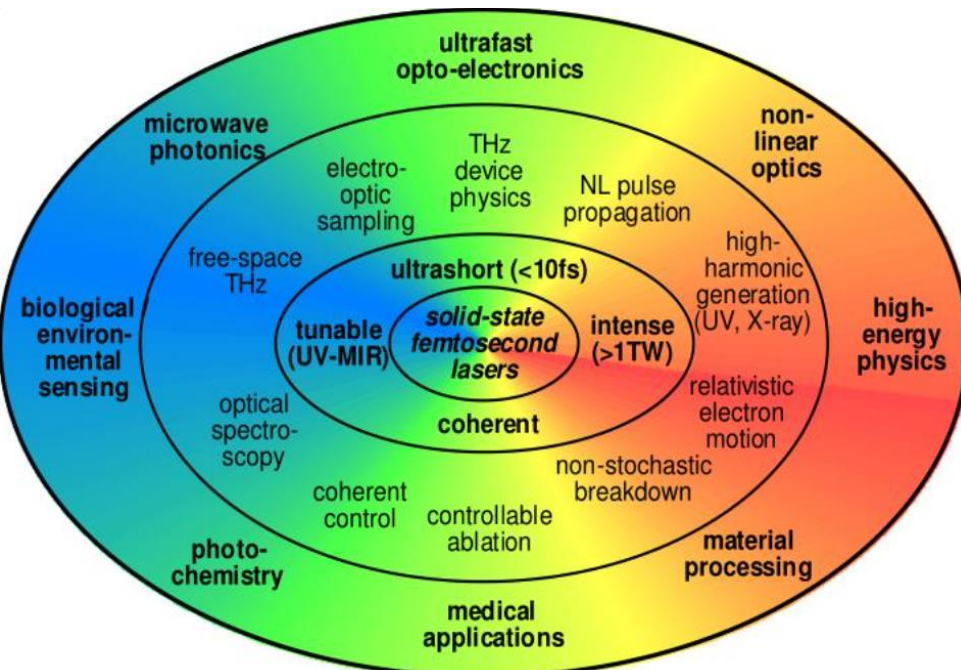 ultrafast
opto-electronics
microwave
photonics
non-
linear
optics
THz
device
physics
electro-
optic
sampling
NL pulse
propagation
free-space
THz
high-
harmonic
generation
(UV, X-ray)
ultrashort (<10fs)
biological
environ-
mental
sensing
tunable
(UV-MIR)
solid-state
femtosecond
lasers
intense
(>1TW)
high-
energy
physics
relativistic
electron
motion
optical
spectro-
scopy
coherent
non-stochastic
breakdown
coherent
control
controllable
ablation
photo-
chemistry
material
processing
medical
applications